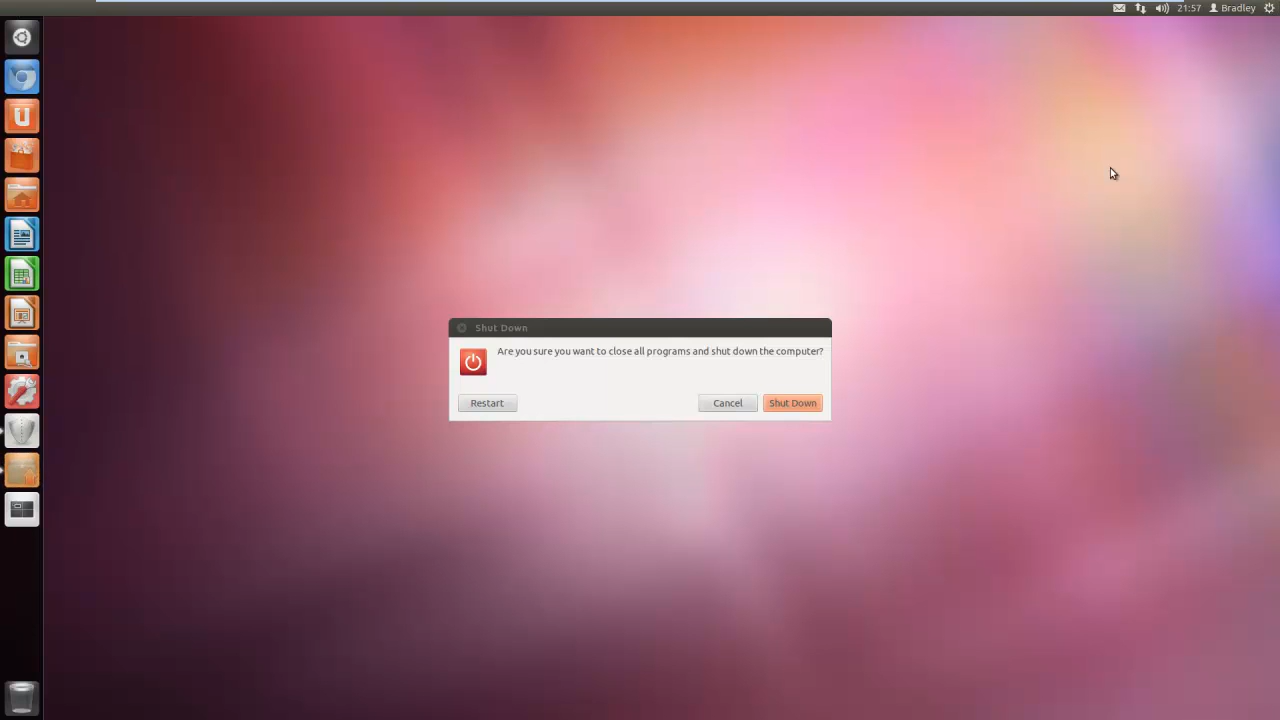 21:57 Bradley
Shut Down
Are you sure you want to close all programs and shut down the computer?
Restart Cancel Shut Down